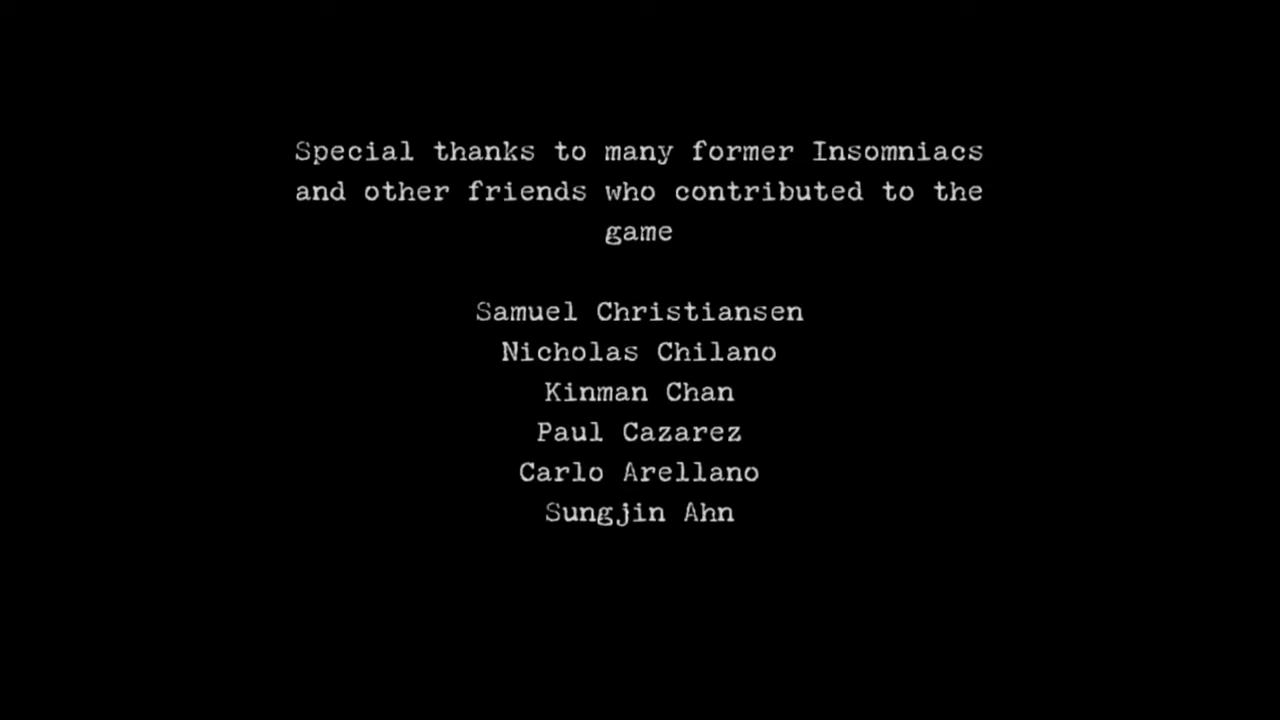 Special thanks to many former Insomniacs
and other friends who contributed to the
game
Samuel Christiansen
Nicholas Chilano
Kinman Chan
Paul Cazarez
Carlo Arellano
Sungjin Ahn